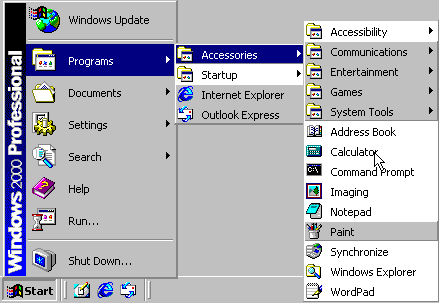 Windows 2000 Professional
Windows Update
Programs
Documents
Settings
Search
Help
Run...
Shut Down...
Accessories
Startup
Internet Explorer
Outlook Express
Accessibility
Communications
Entertainment
Games
System Tools
Address Book
Calculator
Command Prompt
Imaging
Notepad
Paint
Synchronize
Windows Explorer
WordPad
Start